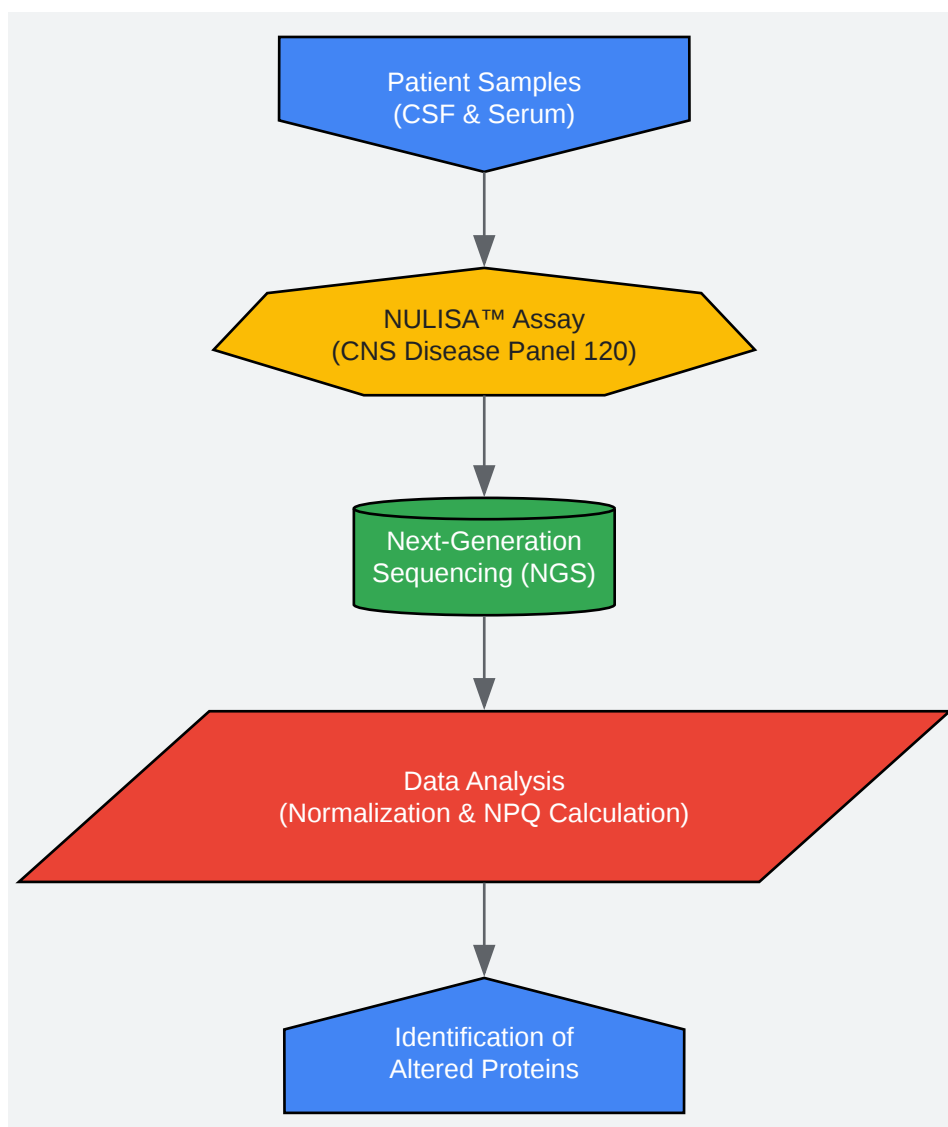 Patient Samples
(CSF & Serum)
NULISA™ Assay
(CNS Disease Panel 120)
Next-Generation
Sequencing (NGS)
Data Analysis
(Normalization & NPQ Calculation)
Identification of
Altered Proteins